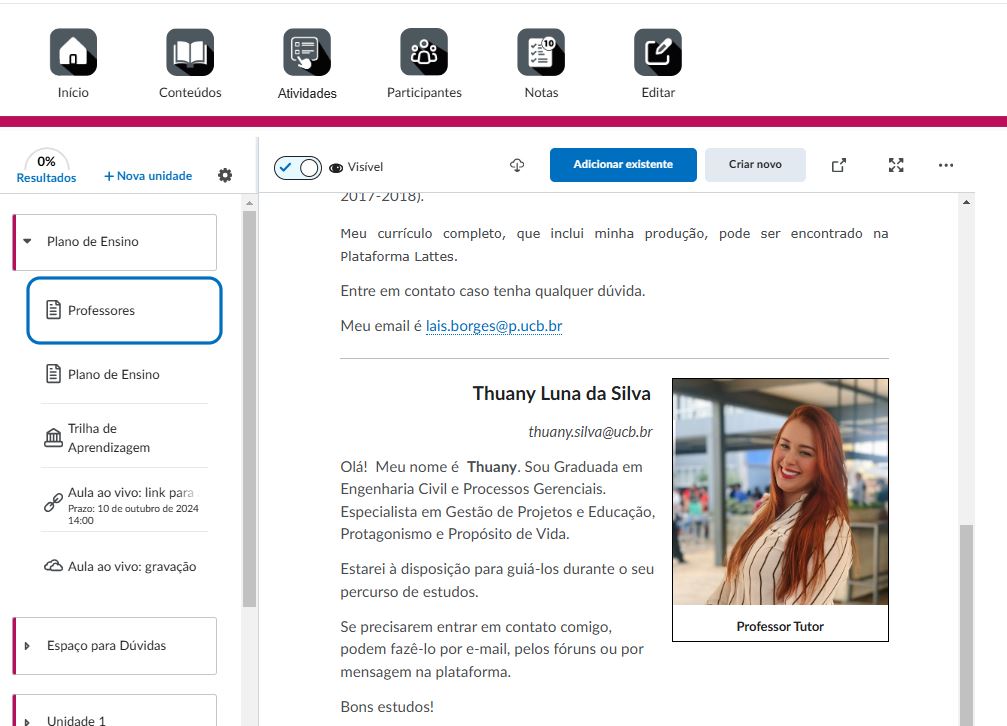 Início
Conteúdos
Atividades
10
Participantes
Notas
Editar
0%
Resultados
+ Nova unidade
Visível
Adicionar existente
Criar novo
Plano de Ensino
Professores
Plano de Ensino
Trilha de
Aprendizagem
Aula ao vivo: link para
Prazo: 10 de outubro de 2024
14:00
Aula ao vivo: gravação
Espaço para Dúvidas
Unidade 1
2017-2018).
Meu currículo completo, que inclui minha produção, pode ser encontrado na
Plataforma Lattes.
Entre em contato caso tenha qualquer dúvida.
Meu email é lais.borges@p.ucb.br
Thuany Luna da Silva
thuany.silva@ucb.br
Olá! Meu nome é Thuany. Sou Graduada em
Engenharia Civil e Processos Gerenciais.
Especialista em Gestão de Projetos e Educação,
Protagonismo e Propósito de Vida.
Estarei à disposição para guiá-los durante o seu
percurso de estudos.
Se precisarem entrar em contato comigo,
podem fazê-lo por e-mail, pelos fóruns ou por
mensagem na plataforma.
Bons estudos!
Professor Tutor